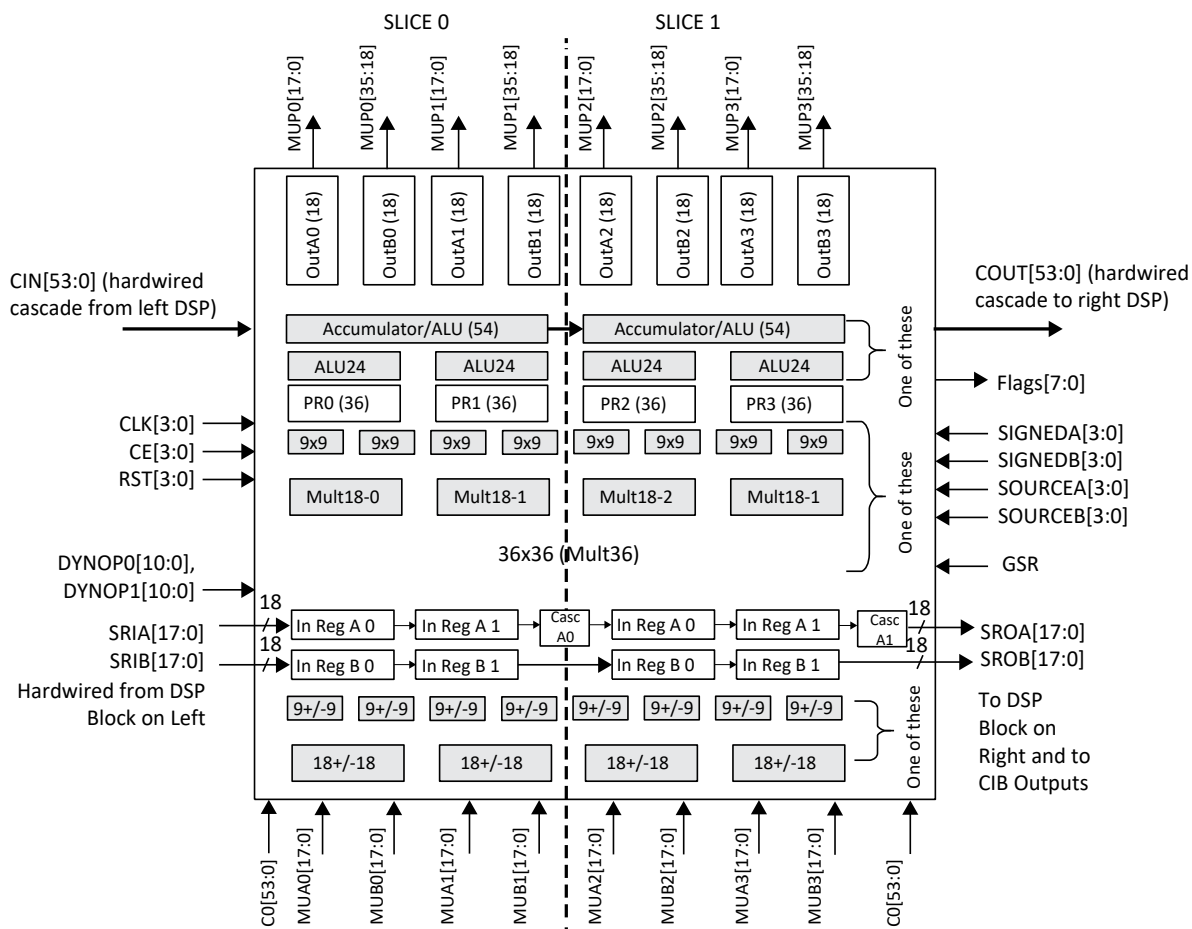 SLICE 0
SLICE 1
MUP0[17:0]
MUP0[35:18]
MUP1[17:0]
MUP1[35:18]
MUP2[17:0]
MUP2[35:18]
MUP3[17:0]
MUP3[35:18]
OutA0 (18)
OutB0 (18)
OutA1 (18)
OutB1 (18)
OutA2 (18)
OutB2 (18)
OutA3 (18)
OutB3 (18)
CIN[53:0] (hardwired
cascade from left DSP)
COUT[53:0] (hardwired
cascade to right DSP)
Accumulator/ALU (54)
Accumulator/ALU (54)
One of these
ALU24
ALU24
ALU24
ALU24
Flags[7:0]
PR0 (36)
PR1 (36)
PR2 (36)
PR3 (36)
CLK[3:0]
CE[3:0]
RST[3:0]
9x9
9x9
9x9
9x9
9x9
9x9
9x9
9x9
SIGNEDA[3:0]
SIGNEDB[3:0]
SOURCEA[3:0]
SOURCEB[3:0]
Mult18-0
Mult18-1
Mult18-2
Mult18-1
One of these
36x36 (Mult36)
GSR
DYNOP0[10:0],
DYNOP1[10:0]
18
SRIA[17:0]
18
SRIB[17:0]
Hardwired from DSP
Block on Left
In Reg A 0
In Reg A 1
Casc
A0
In Reg A 0
In Reg A 1
Casc
A1
18
SROA[17:0]
In Reg B 0
In Reg B 1
In Reg B 0
In Reg B 1
18
SROB[17:0]
To DSP
Block on
Right and to
CIB Outputs
9+/-9
9+/-9
9+/-9
9+/-9
9+/-9
9+/-9
9+/-9
9+/-9
One of these
18+/-18
18+/-18
18+/-18
18+/-18
C0[53:0]
MUA0[17:0]
MUB0[17:0]
MUA1[17:0]
MUB1[17:0]
MUA2[17:0]
MUB2[17:0]
MUA3[17:0]
MUB3[17:0]
C0[53:0]